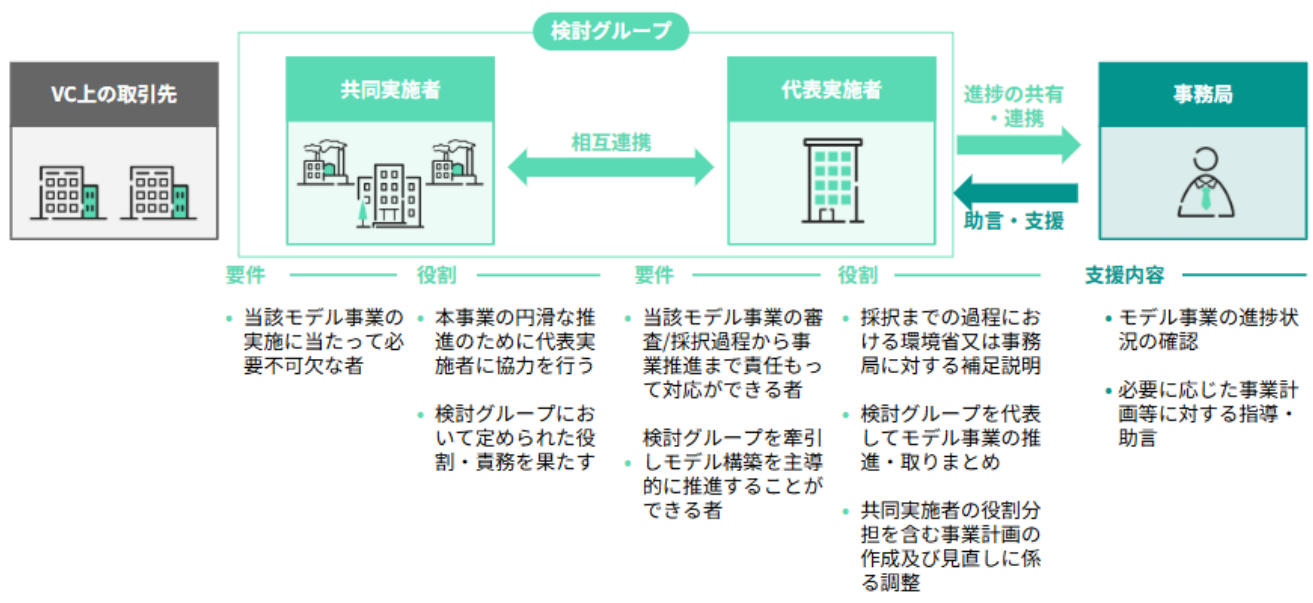 検討グループ
VC上の取引先
共同実施者
相互連携
代表実施者
進捗の共有
・連携
助言・支援
事務局
要件
• 当該モデル事業の
実施に当たって必
要不可欠な者
役割
• 本事業の円滑な推
進のために代表実
施者に協力を行う
• 検討グループにお
いて定められた役
割・責務を果たす
要件
• 当該モデル事業の審
査/採択過程から事
業推進まで責任もっ
て対応ができる者
検討グループを牽引
• しモデル構築を主導
的に推進することが
できる者
役割
• 採択までの過程にお
ける環境省又は事務
局に対する補足説明
• 検討グループを代表
してモデル事業の推
進・取りまとめ
• 共同実施者の役割分
担を含む事業計画の
作成及び見直しに係
る調整
支援内容
• モデル事業の進捗状
況の確認
• 必要に応じた事業計
画等に対する指導・
助言